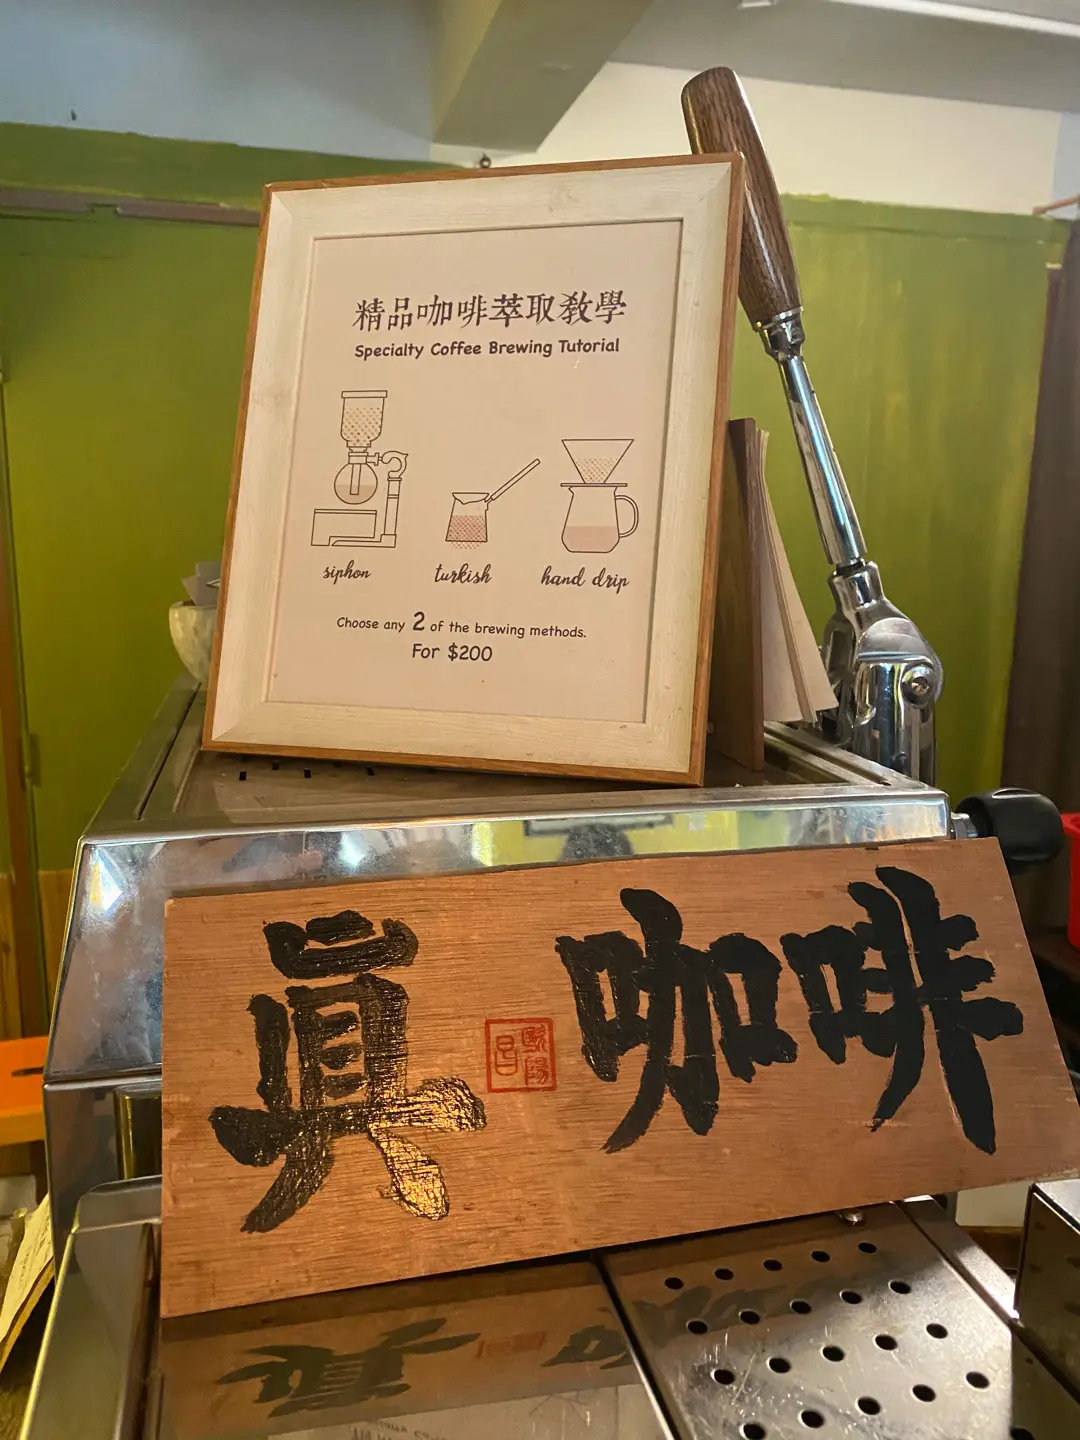 精品咖啡萃取教學
Specialty Coffee Brewing Tutorial
siphon
turkish
hand drip
Choose any 2 of the brewing methods.
For $200
眞 咖啡